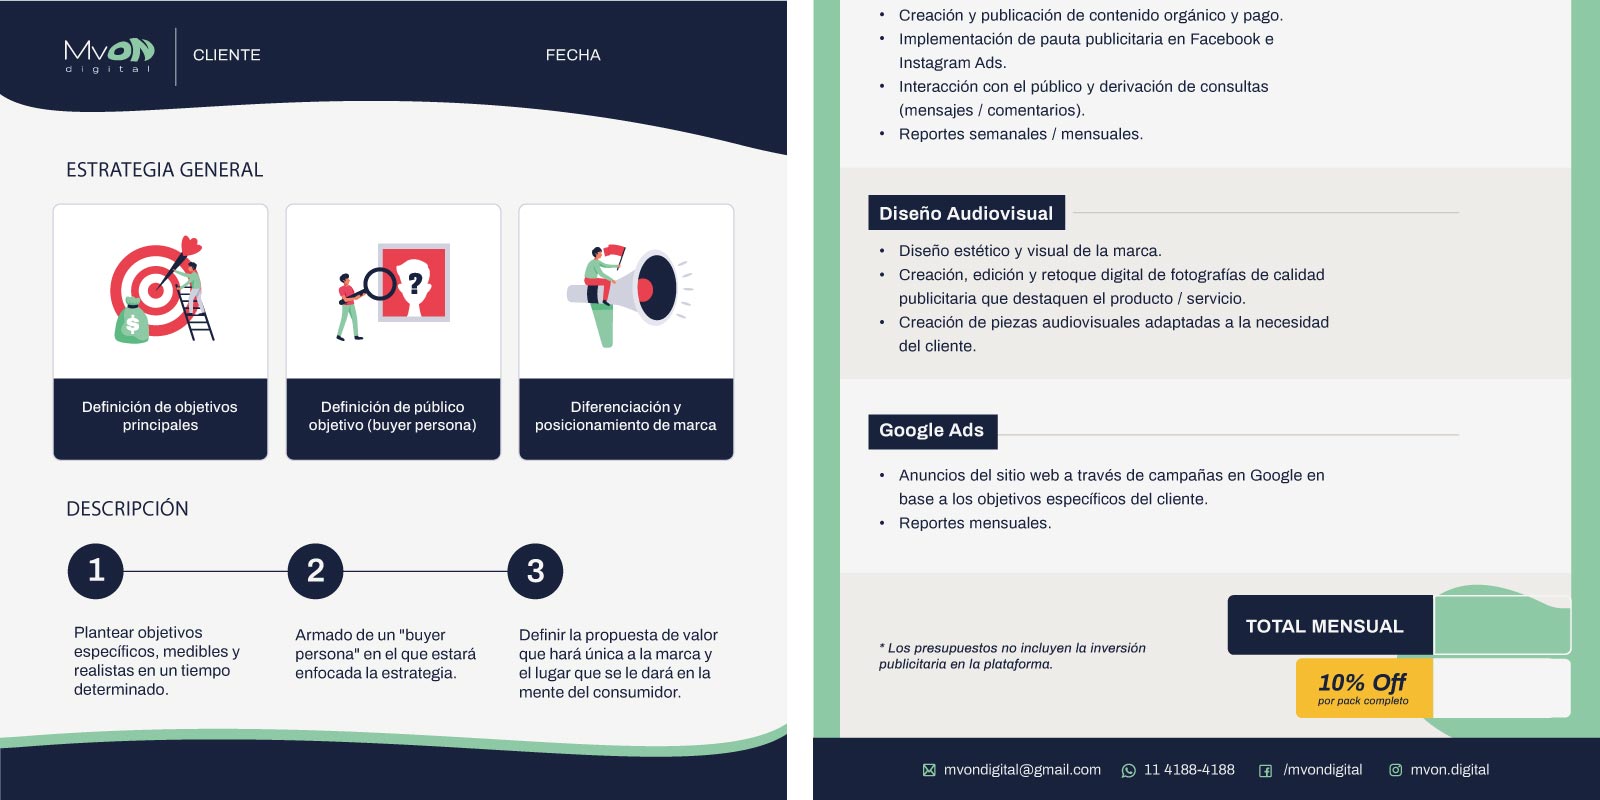 MvON
digital
CLIENTE
FECHA
ESTRATEGIA GENERAL
$
?
Definición de objetivos
principales
Definición de público
objetivo (buyer persona)
Diferenciación y
posicionamiento de marca
DESCRIPCIÓN
1
2
3
Plantear objetivos
específicos, medibles y
realistas en un tiempo
determinado.
Armado de un "buyer
persona" en el que estará
enfocada la estrategia.
Definir la propuesta de valor
que hará única a la marca y
el lugar que se le dará en la
mente del consumidor.
• Creación y publicación de contenido orgánico y pago.
• Implementación de pauta publicitaria en Facebook e
Instagram Ads.
• Interacción con el público y derivación de consultas
(mensajes / comentarios).
• Reportes semanales / mensuales.
Diseño Audiovisual
• Diseño estético y visual de la marca.
• Creación, edición y retoque digital de fotografías de calidad
publicitaria que destaquen el producto / servicio.
• Creación de piezas audiovisuales adaptadas a la necesidad
del cliente.
Google Ads
• Anuncios del sitio web a través de campañas en Google en
base a los objetivos específicos del cliente.
• Reportes mensuales.
* Los presupuestos no incluyen la inversión
publicitaria en la plataforma.
TOTAL MENSUAL
10% Off
por pack completo
mvondigital@gmail.com
11 4188-4188
/mvondigital
mvon.digital